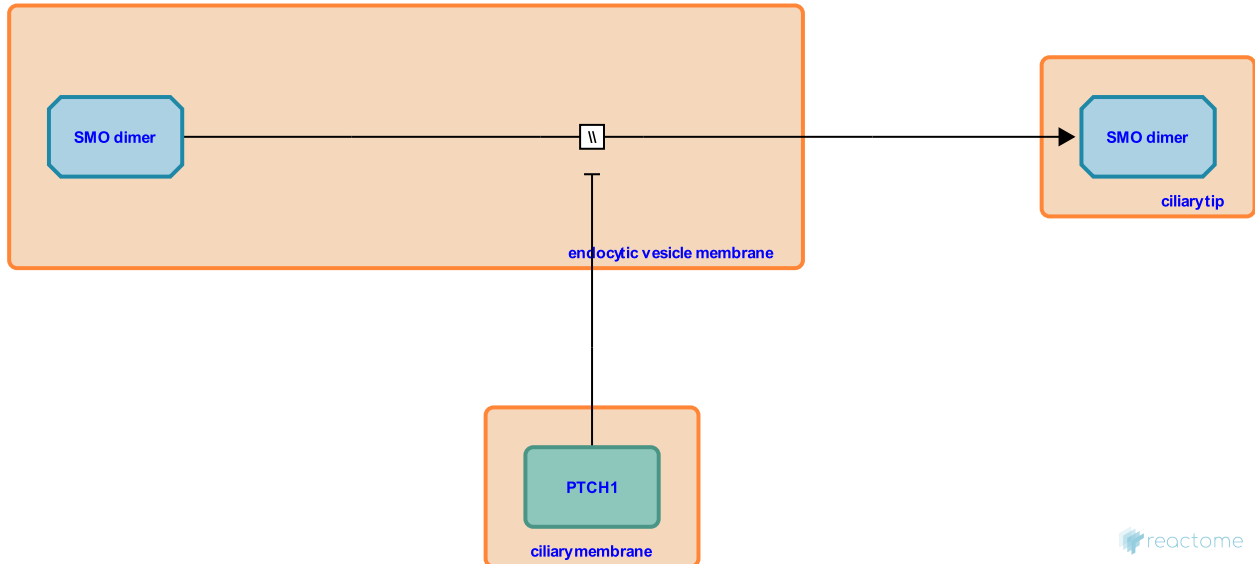 SMO dimer
\\
SMO dimer
ciliary tip
endocytic vesicle membrane
PTCH1
ciliary membrane
reactome